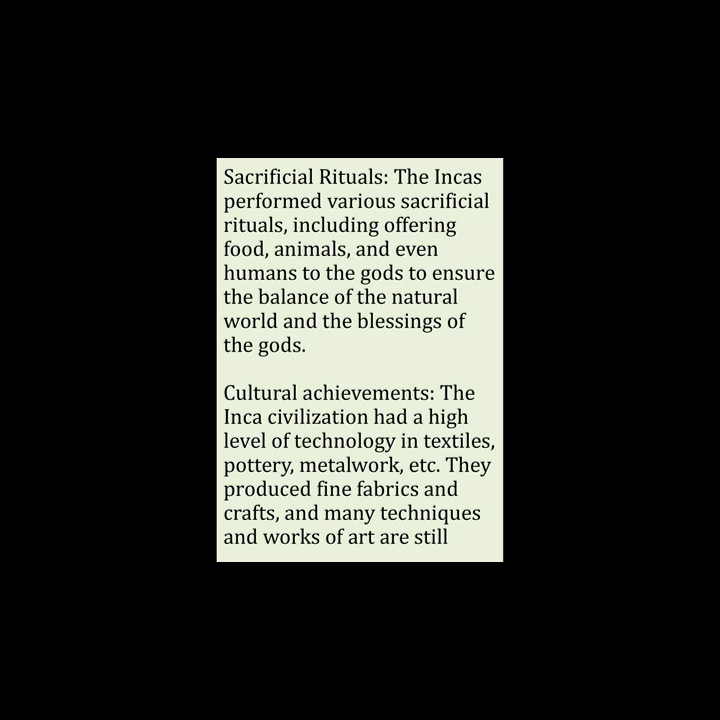 Sacrificial Rituals: The Incas
performed various sacrificial
rituals, including offering
food, animals, and even
humans to the gods to ensure
the balance of the natural
world and the blessings of
the gods.

Cultural achievements: The
Inca civilization had a high
level of technology in textiles,
pottery, metalwork, etc. They
produced fine fabrics and
crafts, and many techniques
and works of art are still